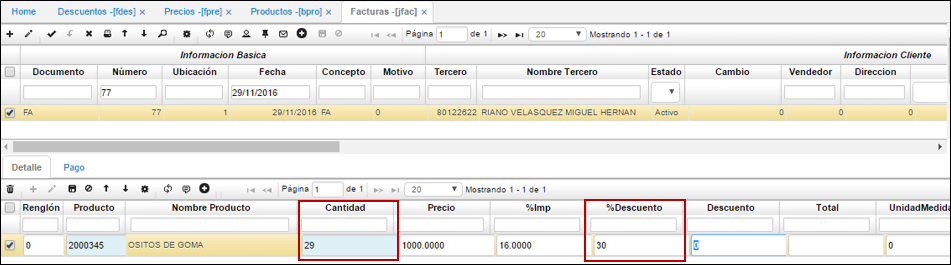 Home Descuentos -[fdes] × Precios -[fpre] × Productos -[bpro] × Facturas -[jfac] ×
Página 1 de 1 20 Mostrando 1 - 1 de 1
Informacion Basica Informacion Cliente
Documento Número Ubicación Fecha Concepto Motivo Tercero Nombre Tercero Estado Cambio Vendedor Direccion
77 29/11/2016
FA 77 1 29/11/2016 FA 0 80122622 RIANO VELASQUEZ MIGUEL HERNAN Activo 0 0 0
Detalle Pago
Página 1 de 1 20 Mostrando 1 - 1 de 1
Renglón Producto Nombre Producto Cantidad Precio %Imp %Descuento Descuento Total UnidadMedida
0 2000345 OSITOS DE GOMA 29 1000.0000 16.0000 30 0 0